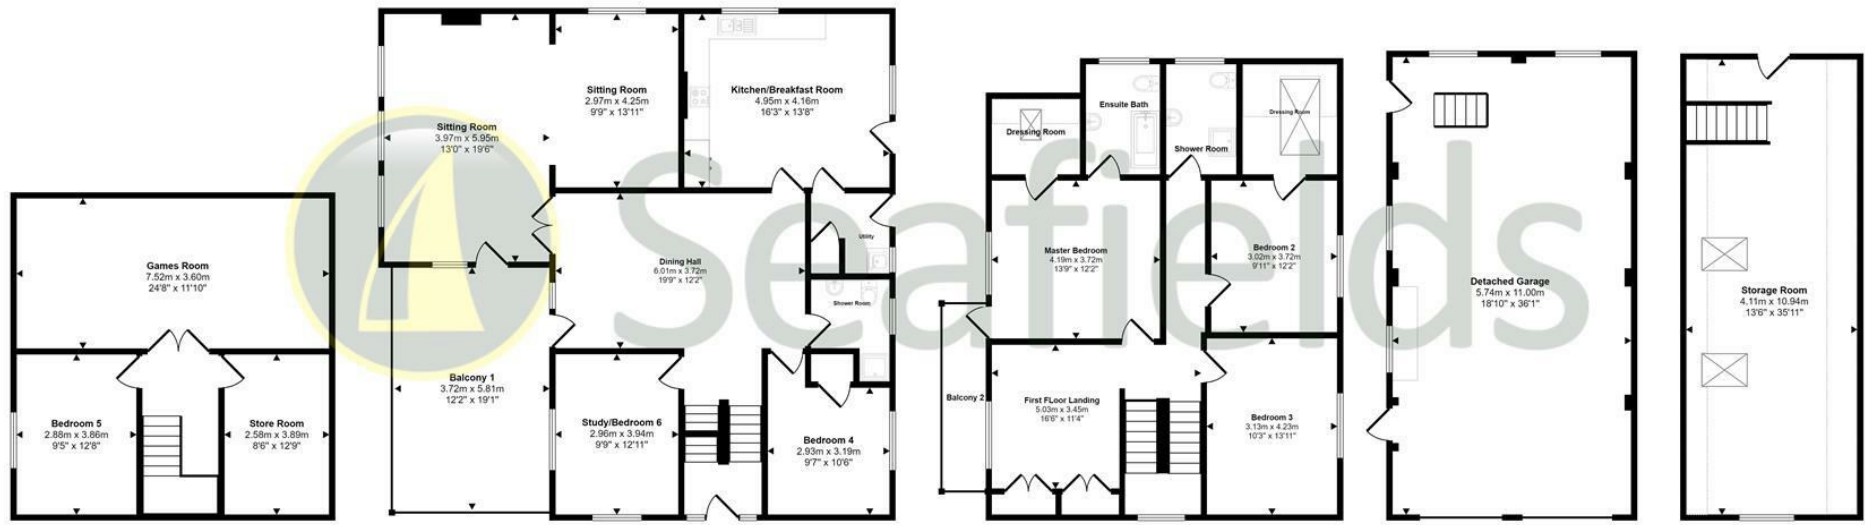 Games Room
7.52m x 3.60m
24'8" x 11'10"
Bedroom 5
2.88m x 3.86m
9'5" x 12'8"
Store Room
2.58m x 3.89m
8'6" x 12'9"
Sitting Room
3.97m x 5.95m
13'0" x 19'6"
Sitting Room
2.97m x 4.25m
9'9" x 13'11"
Kitchen/Breakfast Room
4.95m x 4.16m
16'3" x 13'8"
Dining Hall
6.01m x 3.72m
19'9" x 12'2"
Utility
Shower Room
Balcony 1
3.72m x 5.81m
12'2" x 19'1"
Study/Bedroom 6
2.96m x 3.94m
9'9" x 12'11"
Bedroom 4
2.93m x 3.19m
9'7" x 10'6"
Dressing Room
Ensuite Bath
Shower Room
Dressing Room
Master Bedroom
4.19m x 3.72m
13'9" x 12'2"
Bedroom 2
3.02m x 3.72m
9'11" x 12'2"
Balcony 2
First FLoor Landing
5.03m x 3.45m
16'6" x 11'4"
Bedroom 3
3.13m x 4.23m
10'3" x 13'11"
Detached Garage
5.74m x 11.00m
18'10" x 36'1"
Storage Room
4.11m x 10.94m
13'6" x 35'11"
Seafields